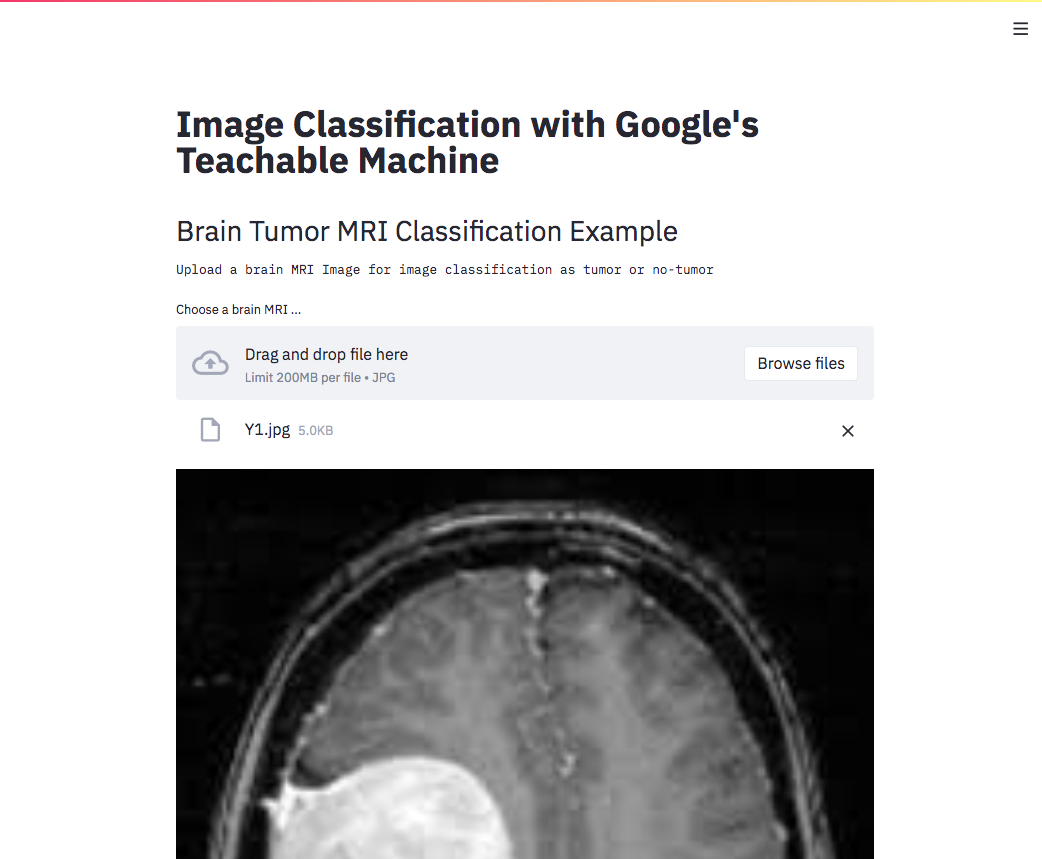 Image Classification with Google's
Teachable Machine
Brain Tumor MRI Classification Example
Upload a brain MRI Image for image classification as tumor or no-tumor
Choose a brain MRI ...
Drag and drop file here
Limit 200MB per file • JPG
Browse files
Y1.jpg 5.0KB